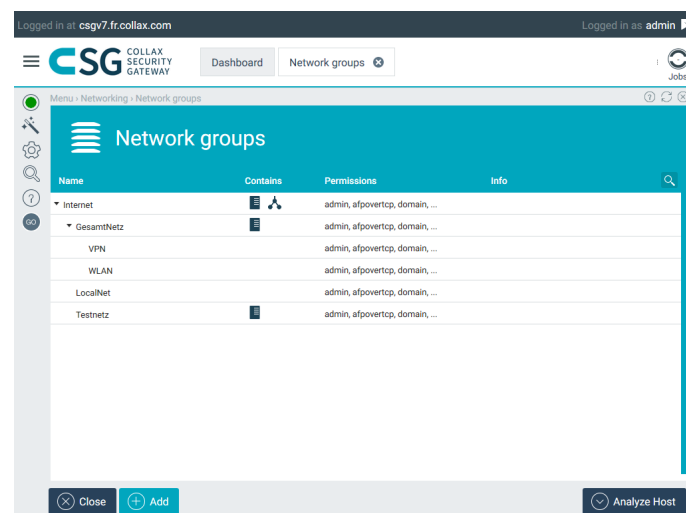 Logged in at csgv7.fr.collax.com Logged in as admin
CSG COLLAX SECURITY GATEWAY
Dashboard Network groups
Jobs
Menu › Networking › Network groups
Network groups
Name Contains Permissions Info
Internet admin, afpovertcp, domain, ...
GesamtNetz admin, afpovertcp, domain, ...
VPN admin, afpovertcp, domain, ...
WLAN admin, afpovertcp, domain, ...
LocalNet admin, afpovertcp, domain, ...
Testnetz admin, afpovertcp, domain, ...
GO
Close Add Analyze Host